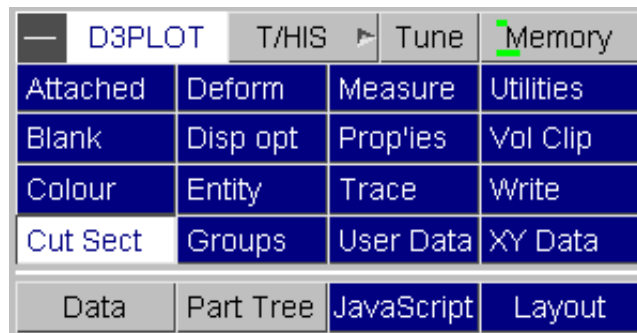 D3PLOT T/HIS Tune Memory
Attached Deform Measure Utilities
Blank Disp opt Prop'ies Vol Clip
Colour Entity Trace Write
Cut Sect Groups User Data XY Data
Data Part Tree JavaScript Layout